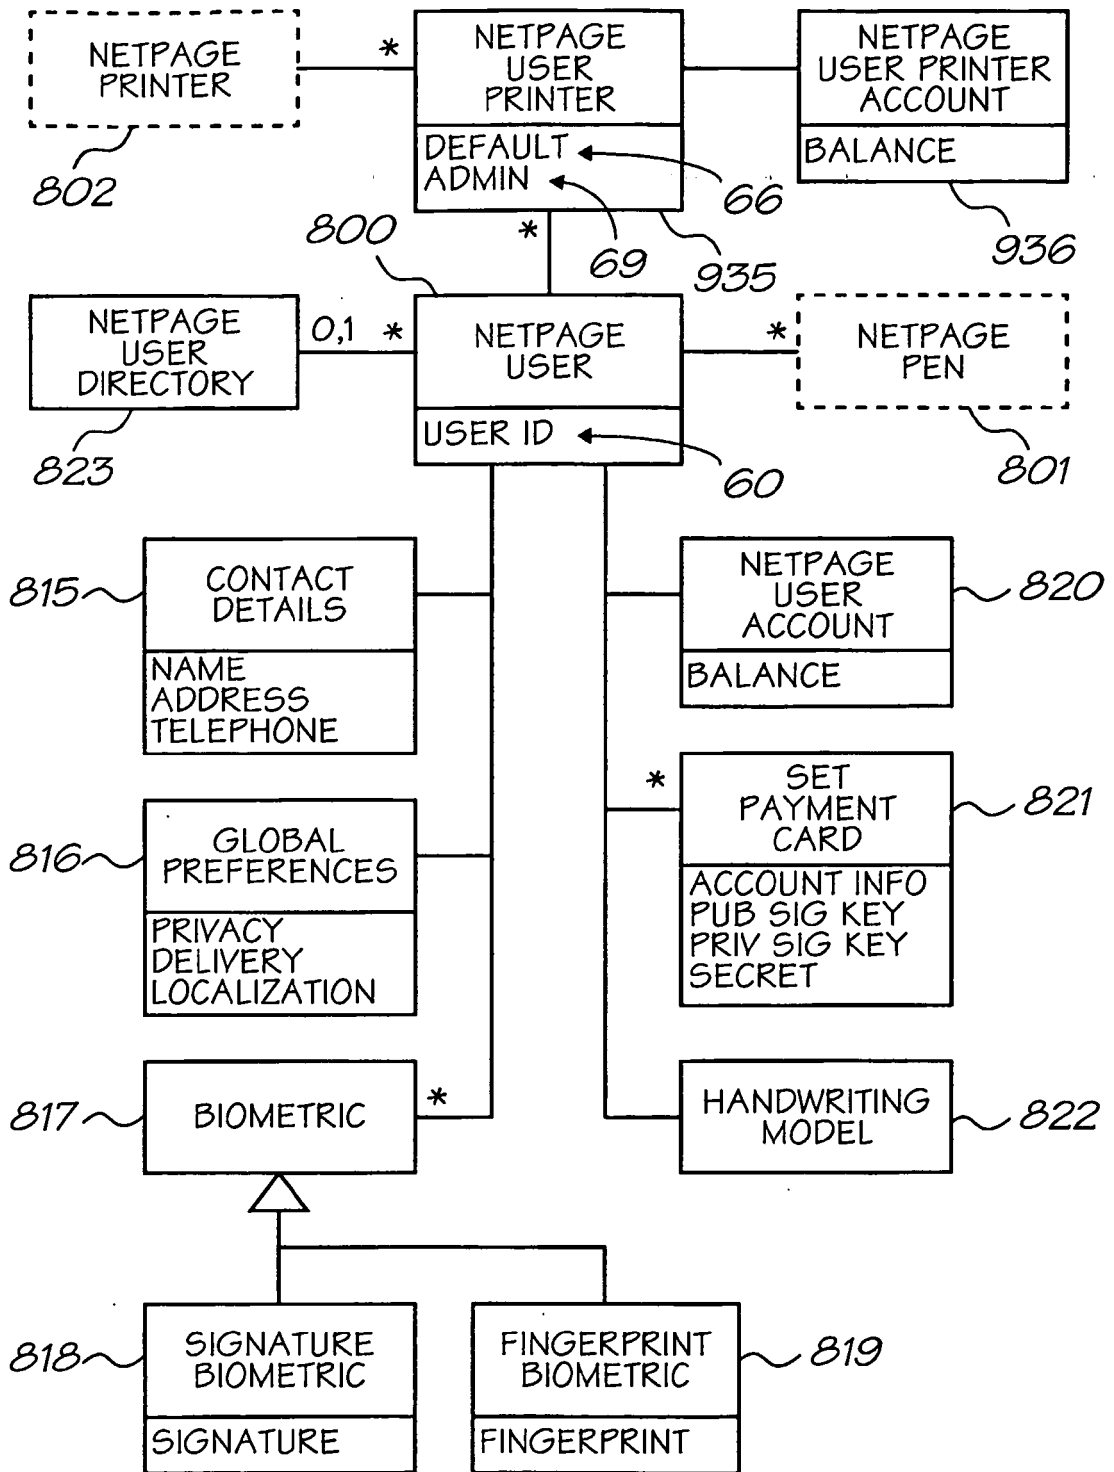 NETPAGE
PRINTER
802
*
NETPAGE
USER
PRINTER
DEFAULT
ADMIN
66
69
935
NETPAGE
USER PRINTER
ACCOUNT
BALANCE
936
*
800
NETPAGE
USER
DIRECTORY
823
0,1
*
NETPAGE
USER
USER ID
60
*
NETPAGE
PEN
801
815
CONTACT
DETAILS
NAME
ADDRESS
TELEPHONE
NETPAGE
USER
ACCOUNT
BALANCE
820
816
GLOBAL
PREFERENCES
PRIVACY
DELIVERY
LOCALIZATION
*
SET
PAYMENT
CARD
ACCOUNT INFO
PUB SIG KEY
PRIV SIG KEY
SECRET
821
817
BIOMETRIC
*
HANDWRITING
MODEL
822
818
SIGNATURE
BIOMETRIC
SIGNATURE
FINGERPRINT
BIOMETRIC
FINGERPRINT
819